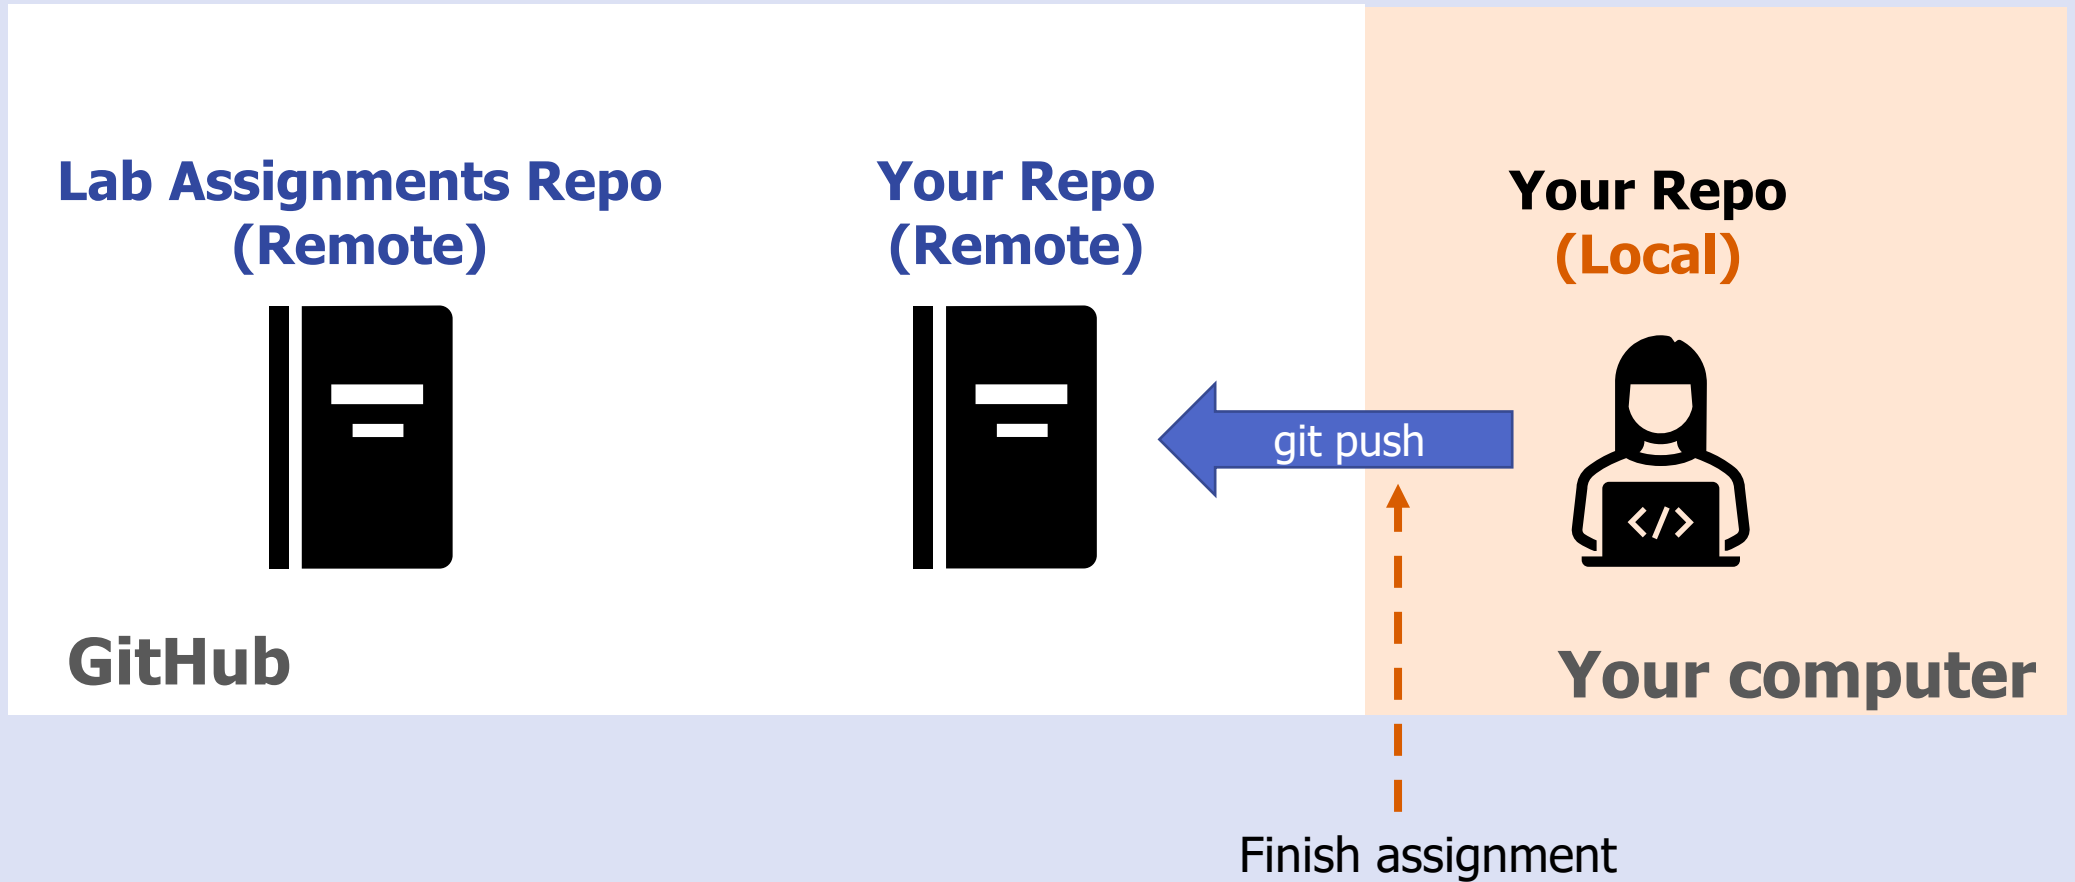 Lab Assignments Repo
(Remote)
Your Repo
(Remote)
Your Repo
(Local)
git push
</>
GitHub
Your computer
Finish assignment